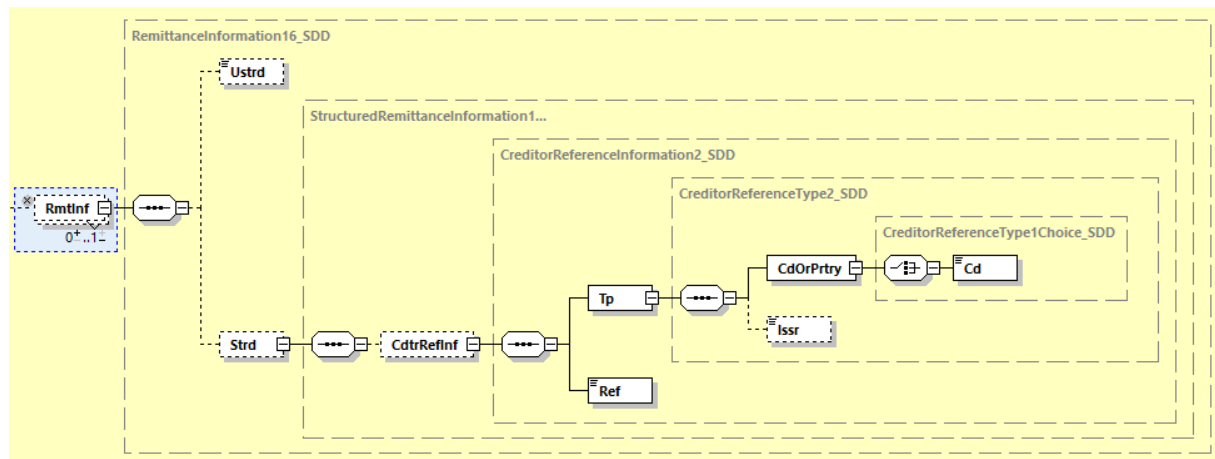 RemittanceInformation16_SDD
Ustrd
StructuredRemittanceInformation1...
CreditorReferenceInformation2_SDD
CreditorReferenceType2_SDD
RmtInf
0..1
CreditorReferenceType1Choice_SDD
CdOrPrtry
Cd
Tp
Issr
Strd
CdtrRefInf
Ref